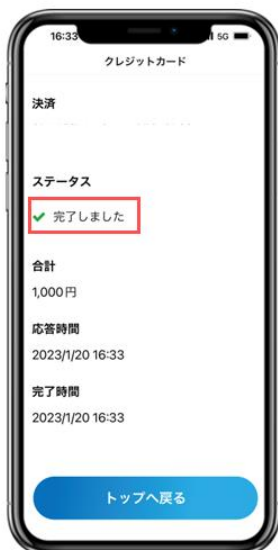 16:33
5G
クレジットカード
決済
ステータス
完了しました
合計
1,000円
応答時間
2023/1/20 16:33
完了時間
2023/1/20 16:33
トップへ戻る